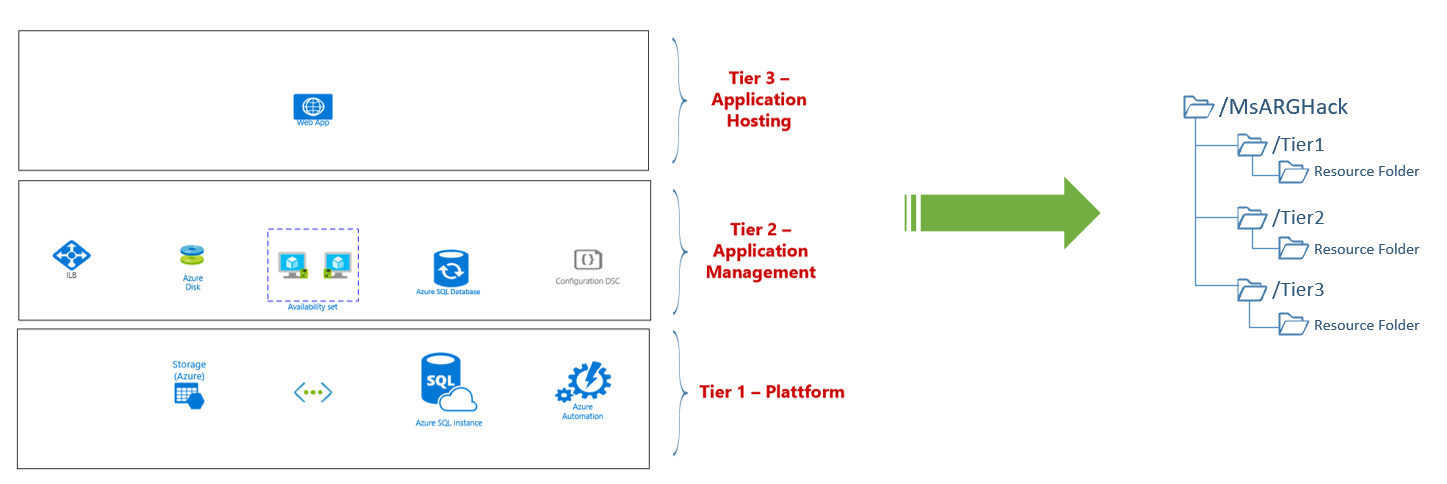 Tier 3 –
Application
Hosting
Web App
Tier 2 –
Application
Management
ILB
Azure
Disk
Availability set
Azure SQL Database
{}
Configuration DSC
Tier 1 – Plattform
Storage
(Azure)
SQL
Azure SQL Instance
Azure
Automation
/MsARGHack
/Tier1
Resource Folder
/Tier2
Resource Folder
/Tier3
Resource Folder